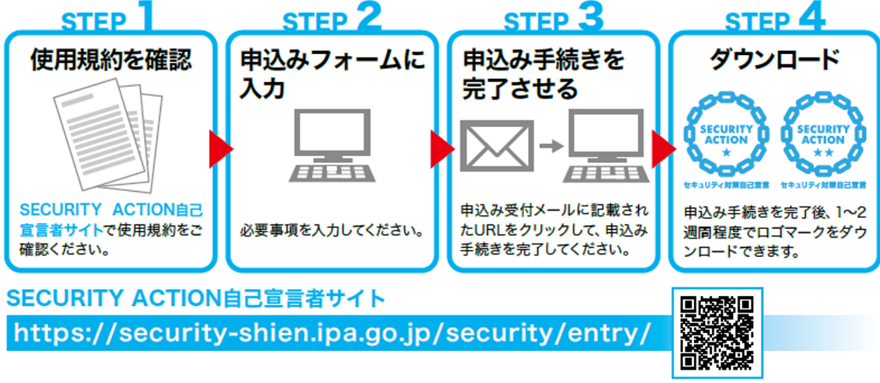 STEP 1
使用規約を確認
SECURITY ACTION自己
宣言者サイトで使用規約をご
確認ください。
STEP 2
申込みフォームに
入力
必要事項を入力してください。
STEP 3
申込み手続きを
完了させる
申込み受付メールに記載され
たURLをクリックして、申込み
手続きを完了してください。
STEP 4
ダウンロード
SECURITY
ACTION
★
セキュリティ対策自己宣言
SECURITY
ACTION
★★
セキュリティ対策自己宣言
申込み手続きを完了後、1〜2
週間程度でロゴマークをダウ
ンロードできます。
SECURITY ACTION自己宣言者サイト
https://security-shien.ipa.go.jp/security/entry/